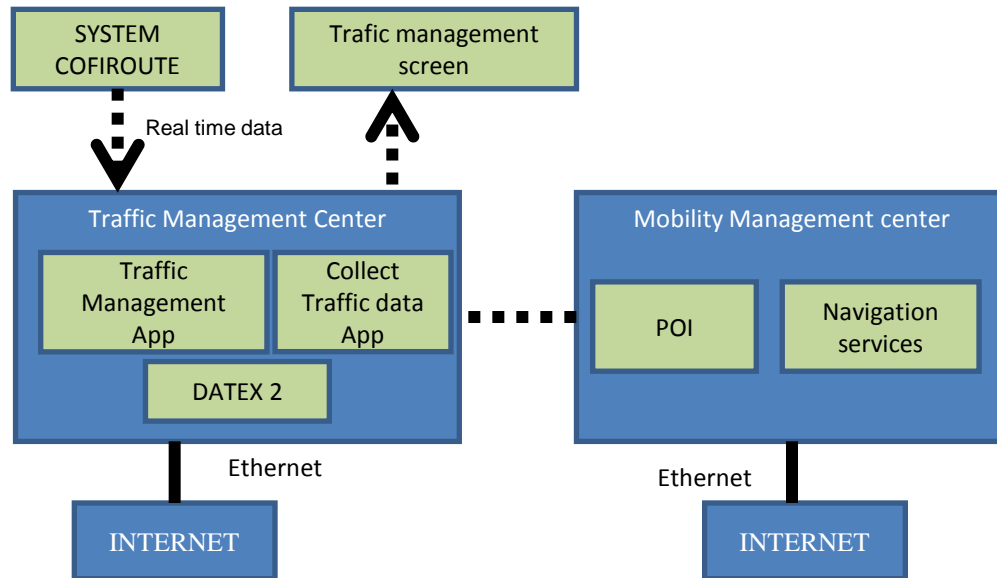 SYSTEM
COFIROUTE
Trafic management
screen
Real time data
Traffic Management Center
Traffic
Management
App
Collect
Traffic data
App
DATEX 2
Mobility Management center
POI
Navigation
services
Ethernet
INTERNET
Ethernet
INTERNET